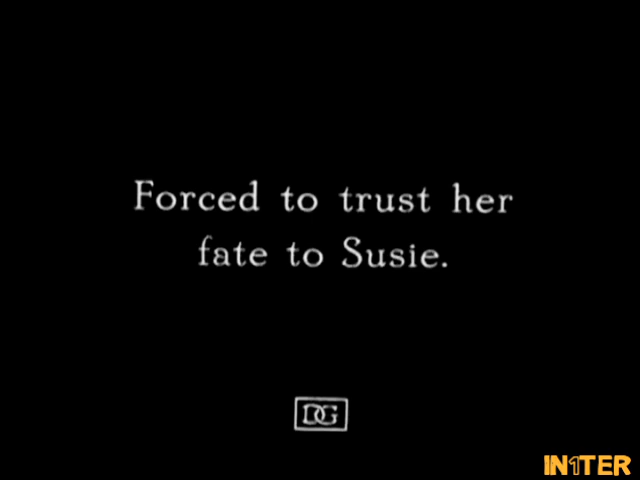 Forced to trust her
fate to Susie.
DG
IN1TER